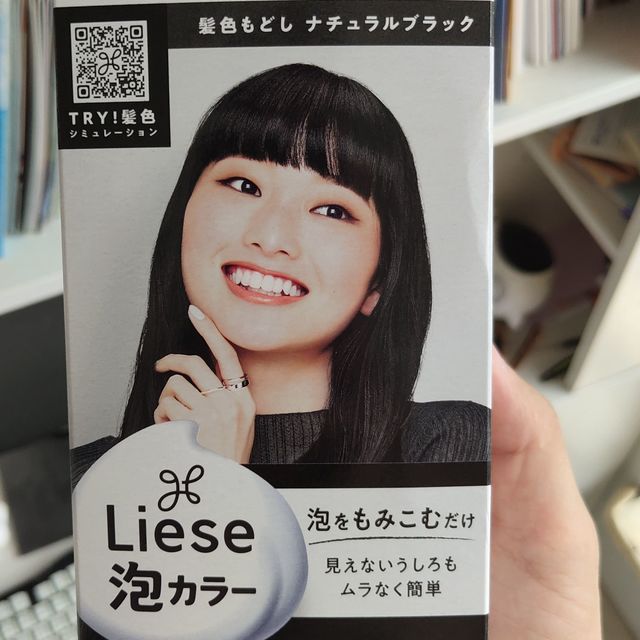 髪色もどし ナチュラルブラック
TRY!髪色
シミュレーション
Liese
泡カラー
泡をもみこむだけ
見えないうしろも
ムラなく簡単